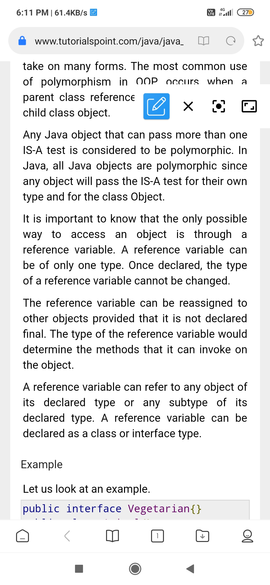 6:11 PM | 61.4KB/s
4G
27
www.tutorialspoint.com/java/java_
take on many forms. The most common use
of polymorphism in OOP occurs when a
parent class reference
child class object.
Any Java object that can pass more than one
IS-A test is considered to be polymorphic. In
Java, all Java objects are polymorphic since
any object will pass the IS-A test for their own
type and for the class Object.
It is important to know that the only possible
way to access an object is through a
reference variable. A reference variable can
be of only one type. Once declared, the type
of a reference variable cannot be changed.
The reference variable can be reassigned to
other objects provided that it is not declared
final. The type of the reference variable would
determine the methods that it can invoke on
the object.
A reference variable can refer to any object of
its declared type or any subtype of its
declared type. A reference variable can be
declared as a class or interface type.
Example
Let us look at an example.
public interface Vegetarian{}
1